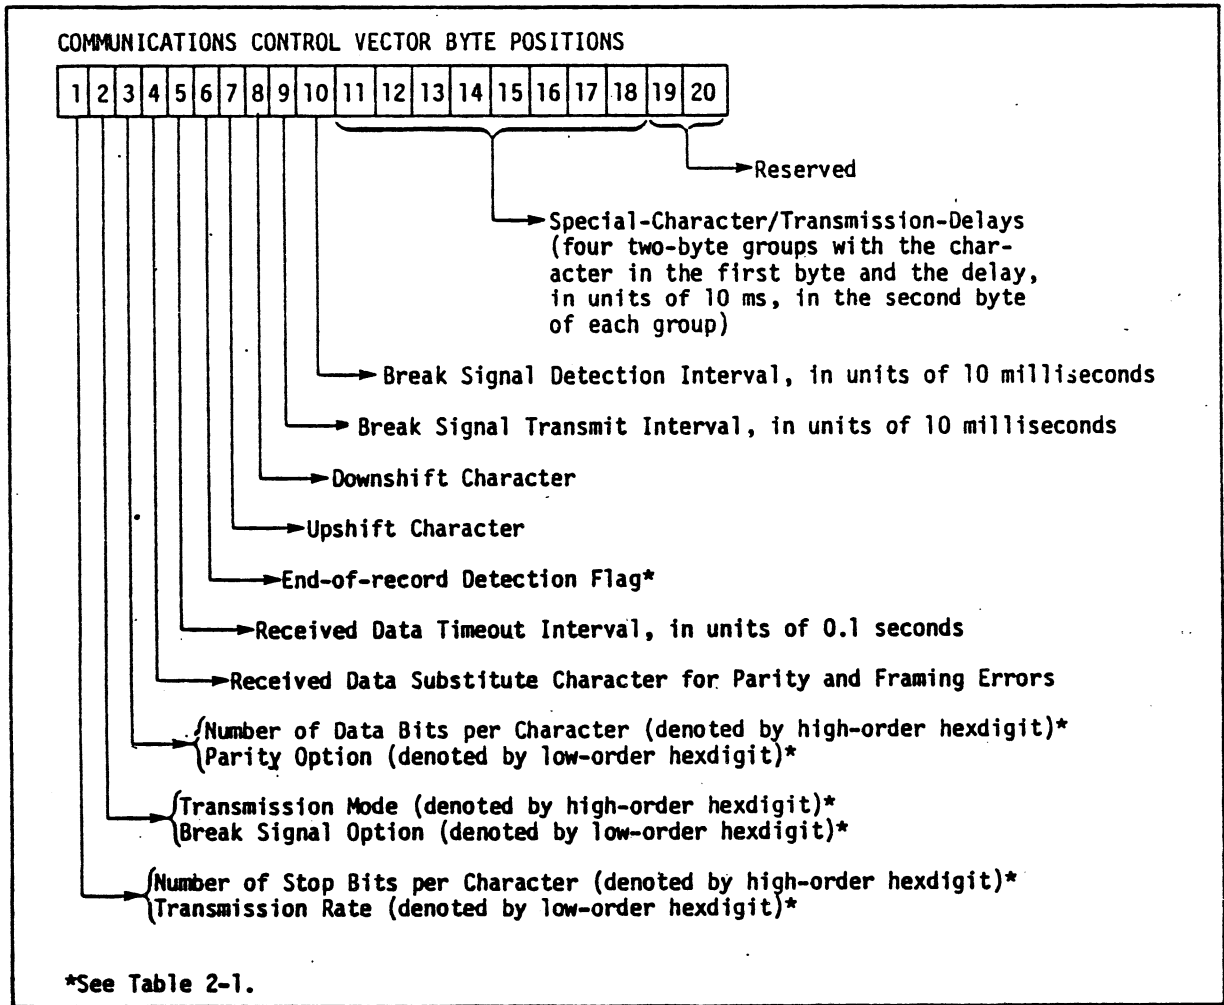 COMMUNICATIONS CONTROL VECTOR BYTE POSITIONS
1 2 3 4 5 6 7 8 9 10 11 12 13 14 15 16 17 18 19 20
Reserved
Special-Character/Transmission-Delays
(four two-byte groups with the char-
acter in the first byte and the delay,
in units of 10 ms, in the second byte
of each group)
Break Signal Detection Interval, in units of 10 milliseconds
Break Signal Transmit Interval, in units of 10 milliseconds
Downshift Character
Upshift Character
End-of-record Detection Flag*
Received Data Timeout Interval, in units of 0.1 seconds
Received Data Substitute Character for Parity and Framing Errors
Number of Data Bits per Character (denoted by high-order hexdigit)*
Parity Option (denoted by low-order hexdigit)*
Transmission Mode (denoted by high-order hexdigit)*
Break Signal Option (denoted by low-order hexdigit)*
Number of Stop Bits per Character (denoted by high-order hexdigit)*
Transmission Rate (denoted by low-order hexdigit)*
*See Table 2-1.